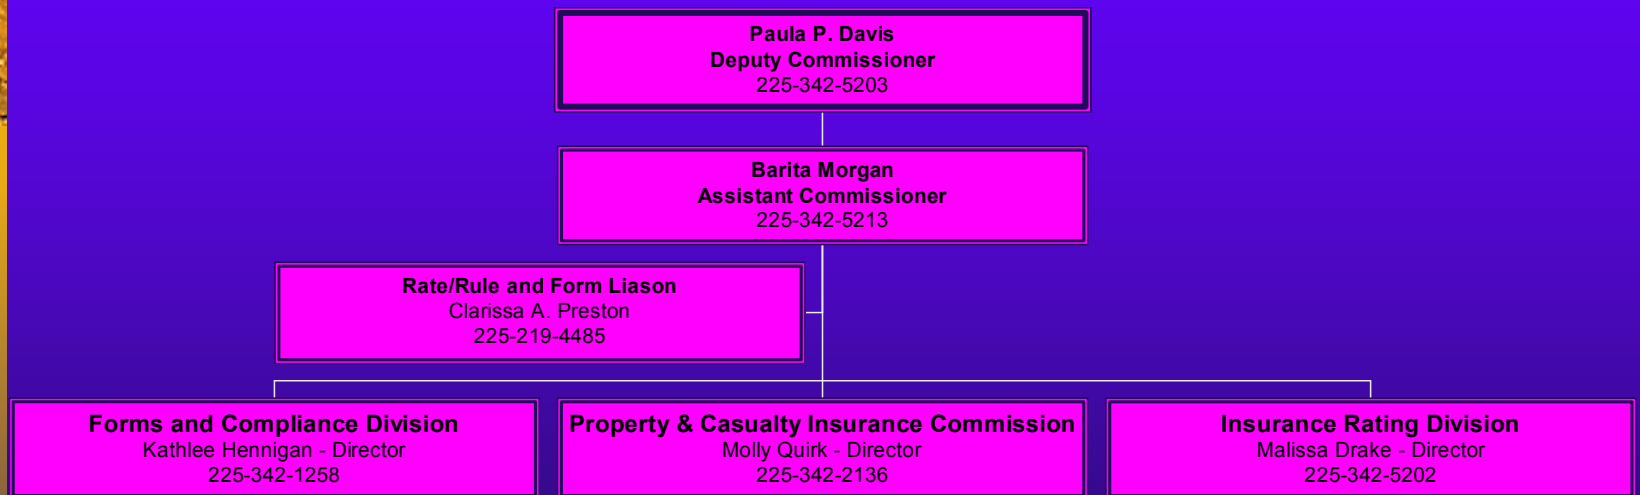 Paula P. Davis
Deputy Commissioner
225-342-5203
Barita Morgan
Assistant Commissioner
225-342-5213
Rate/Rule and Form Liason
Clarissa A. Preston
225-219-4485
Forms and Compliance Division
Kathlee Hennigan - Director
225-342-1258
Property & Casualty Insurance Commission
Molly Quirk - Director
225-342-2136
Insurance Rating Division
Malissa Drake - Director
225-342-5202